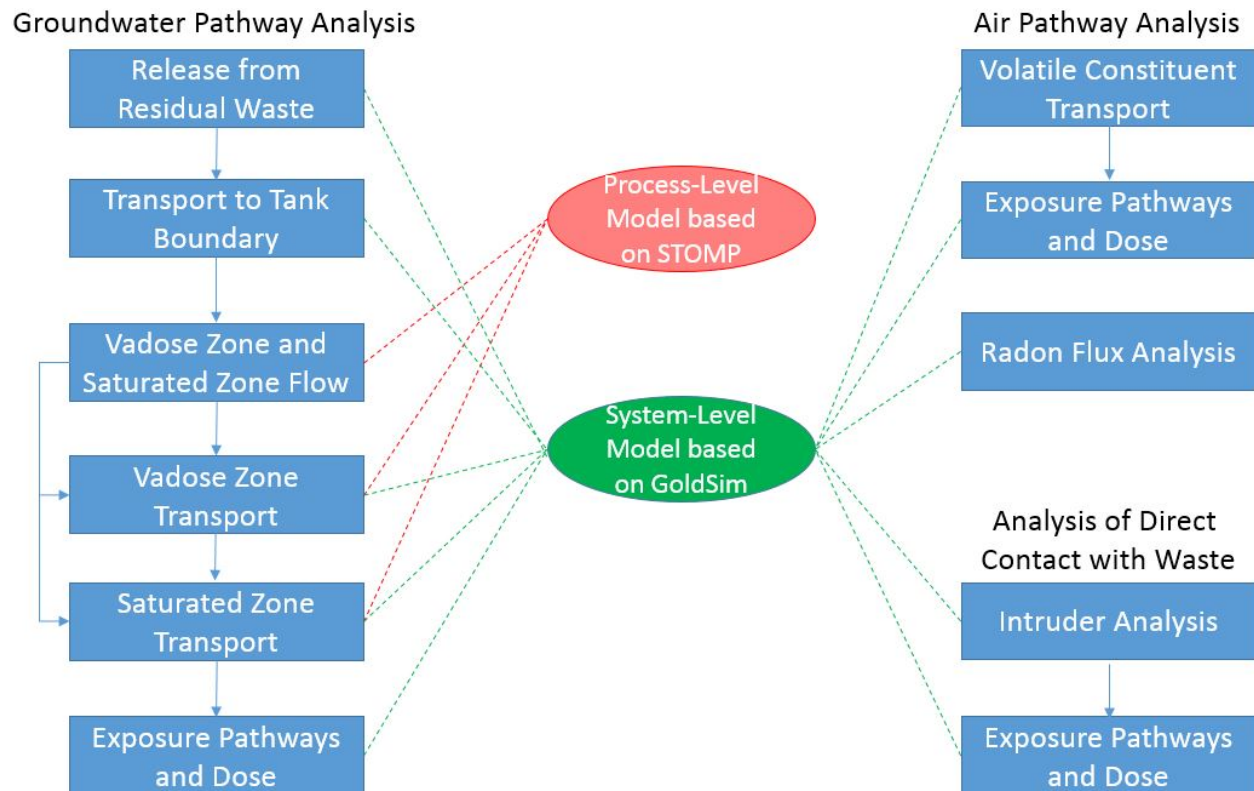 Groundwater Pathway Analysis
Release from
Residual Waste
Transport to Tank
Boundary
Vadose Zone and
Saturated Zone Flow
Vadose Zone
Transport
Saturated Zone
Transport
Exposure Pathways
and Dose
Process-Level
Model based
on STOMP
System-Level
Model based
on GoldSim
Air Pathway Analysis
Volatile Constituent
Transport
Exposure Pathways
and Dose
Radon Flux Analysis
Analysis of Direct
Contact with Waste
Intruder Analysis
Exposure Pathways
and Dose